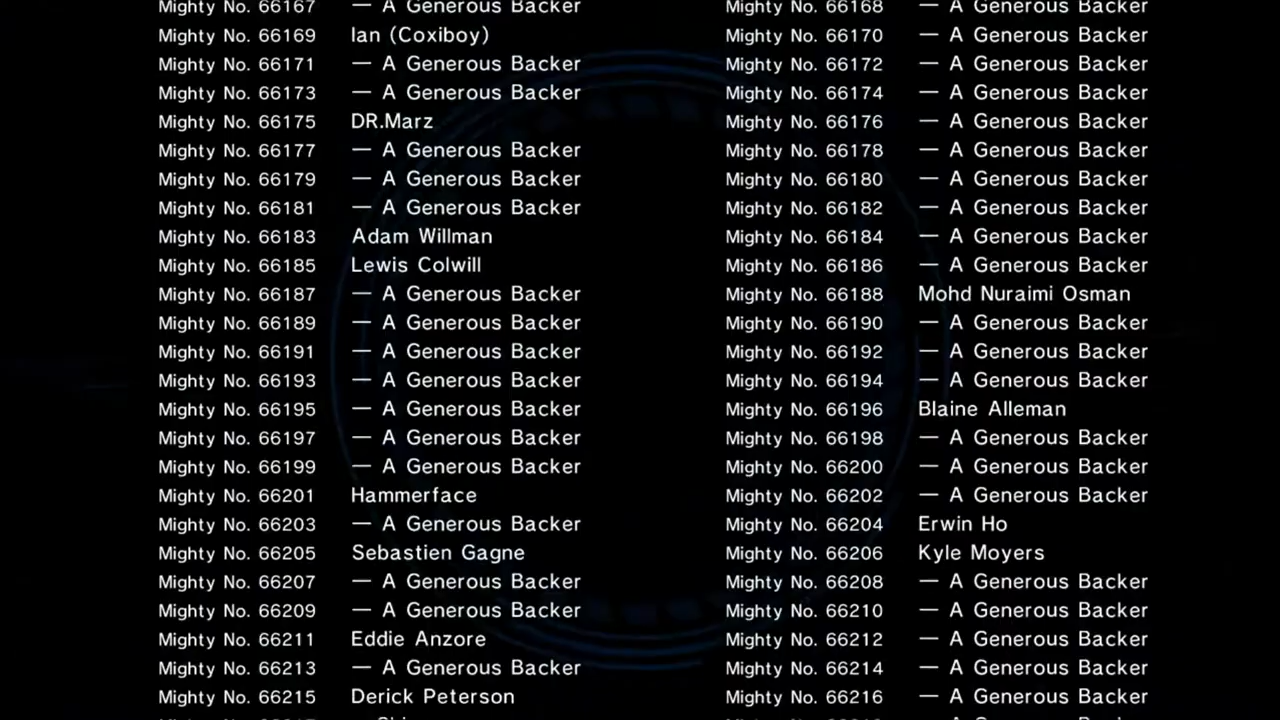 Mighty No. 66167 — A Generous Backer Mighty No. 66168 — A Generous Backer
Mighty No. 66169 Ian (Coxiboy) Mighty No. 66170 — A Generous Backer
Mighty No. 66171 — A Generous Backer Mighty No. 66172 — A Generous Backer
Mighty No. 66173 — A Generous Backer Mighty No. 66174 — A Generous Backer
Mighty No. 66175 DR.Marz Mighty No. 66176 — A Generous Backer
Mighty No. 66177 — A Generous Backer Mighty No. 66178 — A Generous Backer
Mighty No. 66179 — A Generous Backer Mighty No. 66180 — A Generous Backer
Mighty No. 66181 — A Generous Backer Mighty No. 66182 — A Generous Backer
Mighty No. 66183 Adam Willman Mighty No. 66184 — A Generous Backer
Mighty No. 66185 Lewis Colwill Mighty No. 66186 — A Generous Backer
Mighty No. 66187 — A Generous Backer Mighty No. 66188 Mohd Nuraimi Osman
Mighty No. 66189 — A Generous Backer Mighty No. 66190 — A Generous Backer
Mighty No. 66191 — A Generous Backer Mighty No. 66192 — A Generous Backer
Mighty No. 66193 — A Generous Backer Mighty No. 66194 — A Generous Backer
Mighty No. 66195 — A Generous Backer Mighty No. 66196 Blaine Alleman
Mighty No. 66197 — A Generous Backer Mighty No. 66198 — A Generous Backer
Mighty No. 66199 — A Generous Backer Mighty No. 66200 — A Generous Backer
Mighty No. 66201 Hammerface Mighty No. 66202 — A Generous Backer
Mighty No. 66203 — A Generous Backer Mighty No. 66204 Erwin Ho
Mighty No. 66205 Sebastien Gagne Mighty No. 66206 Kyle Moyers
Mighty No. 66207 — A Generous Backer Mighty No. 66208 — A Generous Backer
Mighty No. 66209 — A Generous Backer Mighty No. 66210 — A Generous Backer
Mighty No. 66211 Eddie Anzore Mighty No. 66212 — A Generous Backer
Mighty No. 66213 — A Generous Backer Mighty No. 66214 — A Generous Backer
Mighty No. 66215 Derick Peterson Mighty No. 66216 — A Generous Backer